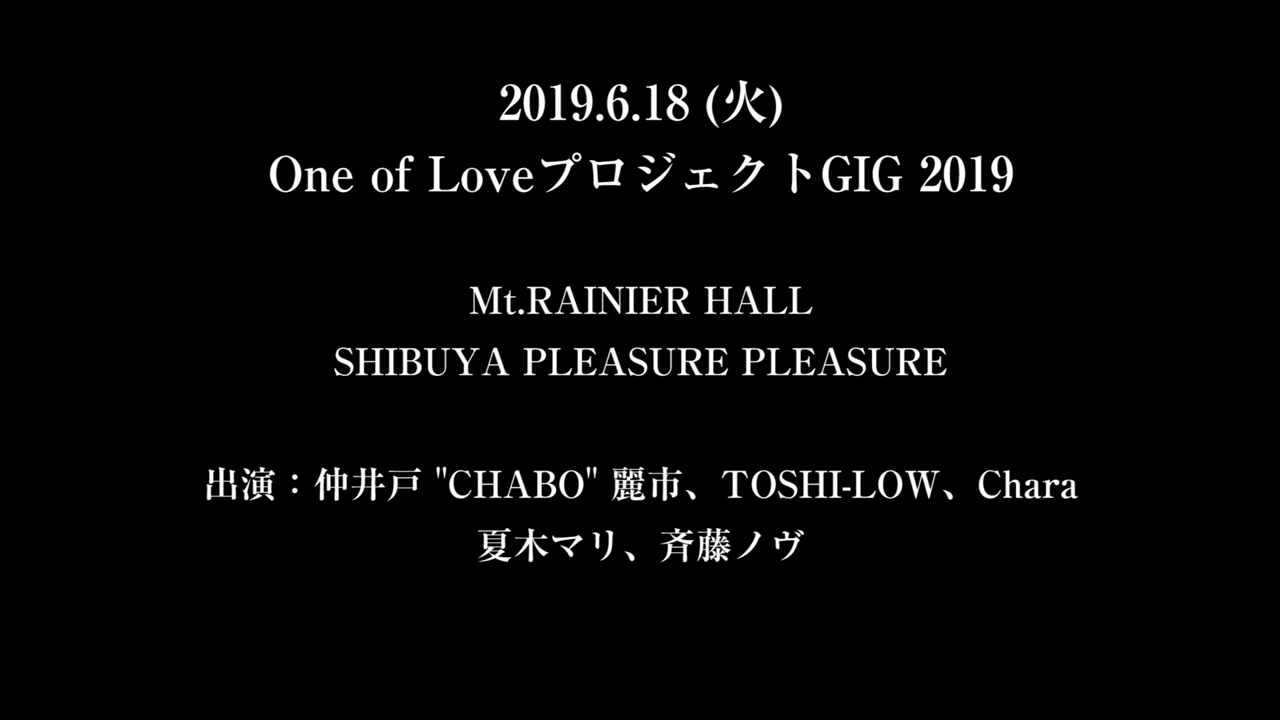 2019.6.18 (火)
One of LoveプロジェクトGIG 2019
Mt.RAINIER HALL
SHIBUYA PLEASURE PLEASURE
出演：仲井戸 "CHABO" 麗市、TOSHI-LOW、Chara
夏木マリ、斉藤ノヴ